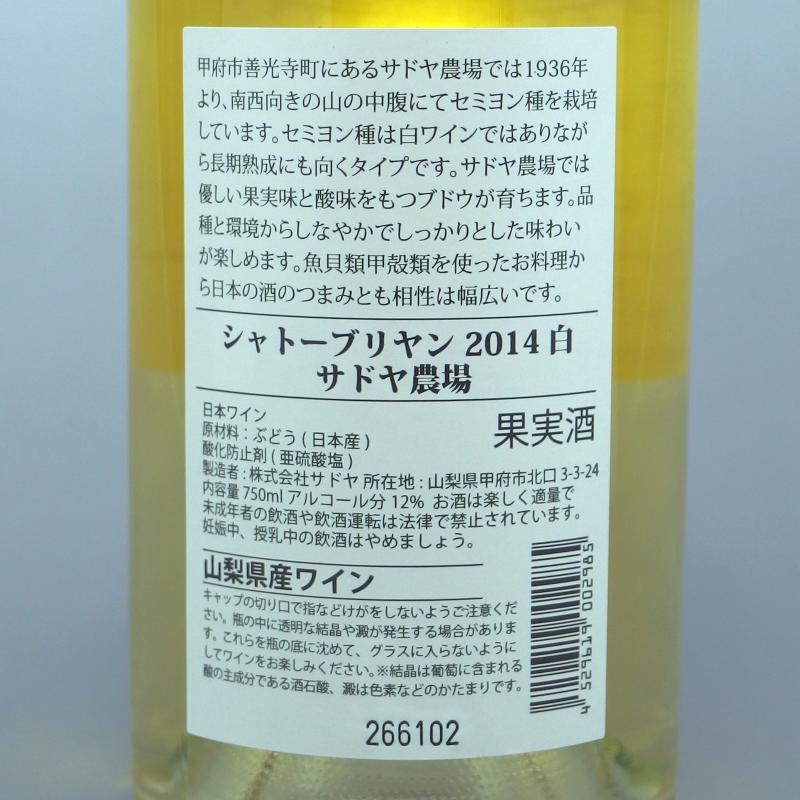 甲府市善光寺町にあるサドヤ農場では1936年
より、南西向きの山の中腹にてセミヨン種を栽培
しています。セミヨン種は白ワインではありなが
ら長期熟成にも向くタイプです。サドヤ農場では
優しい果実味と酸味をもつブドウが育ちます。品
種と環境からしなやかでしっかりとした味わい
が楽しめます。魚貝類甲殻類を使ったお料理か
ら日本の酒のつまみとも相性は幅広いです。
シャトーブリヤン 2014 白
サドヤ農場
日本ワイン
原材料 : ぶどう ( 日本産 )
酸化防止剤 ( 亜硫酸塩 )
果実酒
製造者 : 株式会社サドヤ 所在地 : 山梨県甲府市北口 3-3-24
内容量 750ml アルコール分 12% お酒は楽しく適量で
未成年者の飲酒や飲酒運転は法律で禁止されています。
妊娠中、授乳中の飲酒はやめましょう。
山梨県産ワイン
キャップの切り口で指などけがをしないようご注意くだ
さい。瓶の中に透明な結晶や澱が発生する場合がありま
す。これらを瓶の底に沈めて、グラスに入らないように
してワインをお楽しみください。※結晶は葡萄に含まれる
酸の主成分である酒石酸、澱は色素などのかたまりです。
4 529619 002985
266102